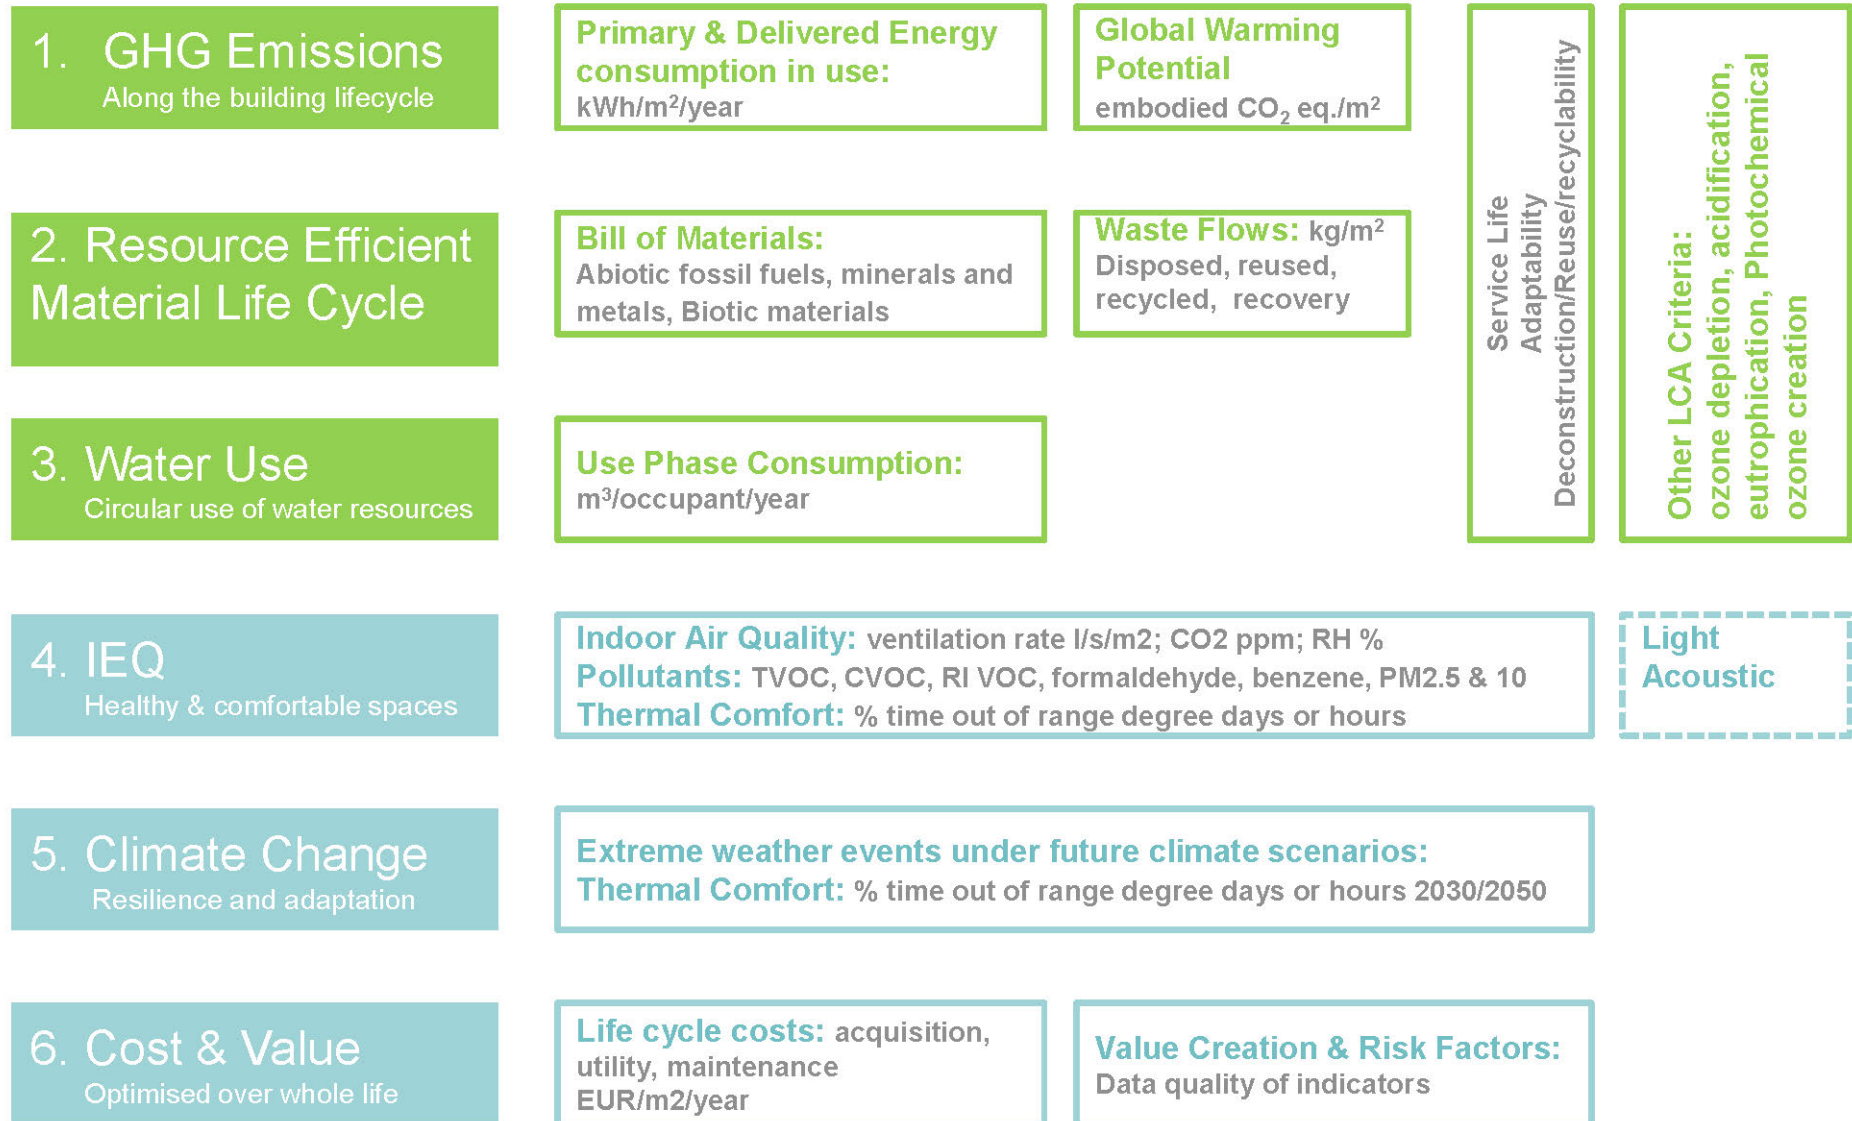 1. GHG Emissions
Along the building lifecycle
Primary & Delivered Energy
consumption in use:
kWh/m²/year
Global Warming
Potential
embodied CO₂ eq./m²
Service Life
Adaptability
Deconstruction/Reuse/recyclability
Other LCA Criteria:
ozone depletion, acidification,
eutrophication, Photochemical
ozone creation
2. Resource Efficient
Material Life Cycle
Bill of Materials:
Abiotic fossil fuels, minerals and
metals, Biotic materials
Waste Flows: kg/m²
Disposed, reused,
recycled, recovery
3. Water Use
Circular use of water resources
Use Phase Consumption:
m³/occupant/year
4. IEQ
Healthy & comfortable spaces
Indoor Air Quality: ventilation rate l/s/m2; CO2 ppm; RH %
Pollutants: TVOC, CVOC, RI VOC, formaldehyde, benzene, PM2.5 & 10
Thermal Comfort: % time out of range degree days or hours
Light
Acoustic
5. Climate Change
Resilience and adaptation
Extreme weather events under future climate scenarios:
Thermal Comfort: % time out of range degree days or hours 2030/2050
6. Cost & Value
Optimised over whole life
Life cycle costs: acquisition,
utility, maintenance
EUR/m2/year
Value Creation & Risk Factors:
Data quality of indicators